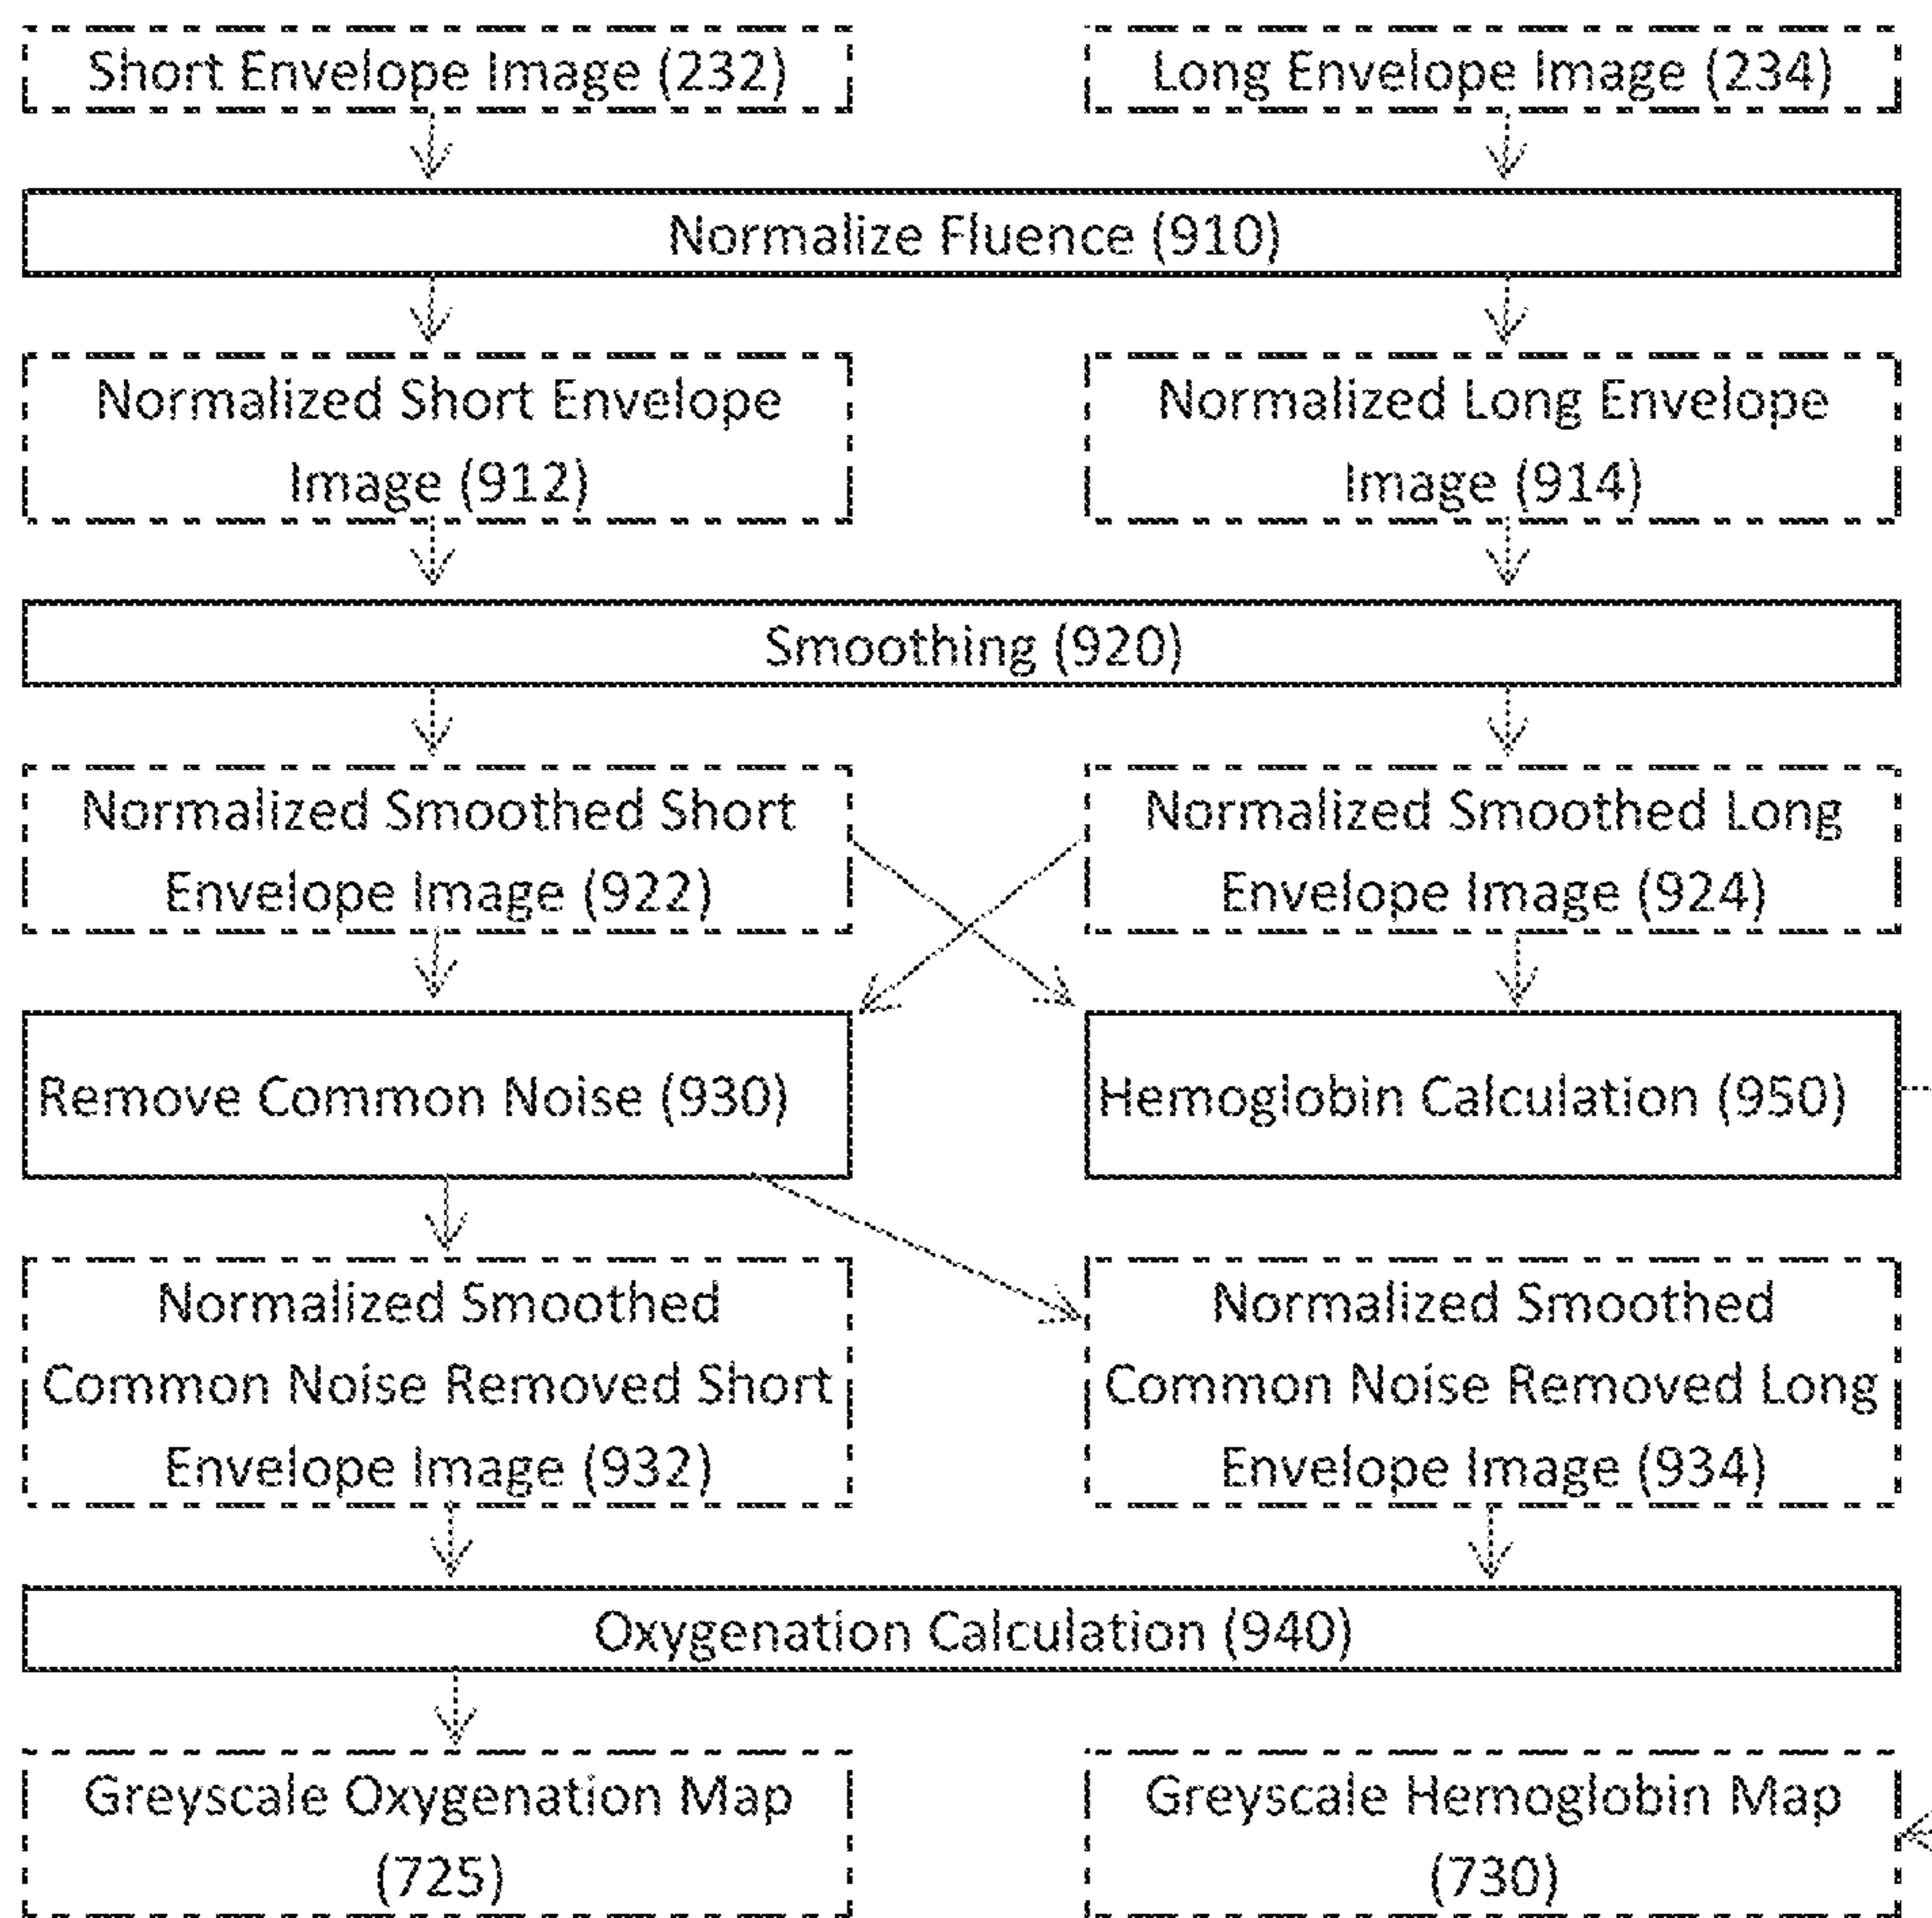 Short Envelope Image (232)
Long Envelope Image (234)
Normalize Fluence (910)
Normalized Short Envelope
Image (912)
Normalized Long Envelope
Image (914)
Smoothing (920)
Normalized Smoothed Short
Envelope Image (922)
Normalized Smoothed Long
Envelope Image (924)
Remove Common Noise (930)
Hemoglobin Calculation (950)
Normalized Smoothed
Common Noise Removed Short
Envelope Image (932)
Normalized Smoothed
Common Noise Removed Long
Envelope Image (934)
Oxygenation Calculation (940)
Greyscale Oxygenation Map
(725)
Greyscale Hemoglobin Map
(730)